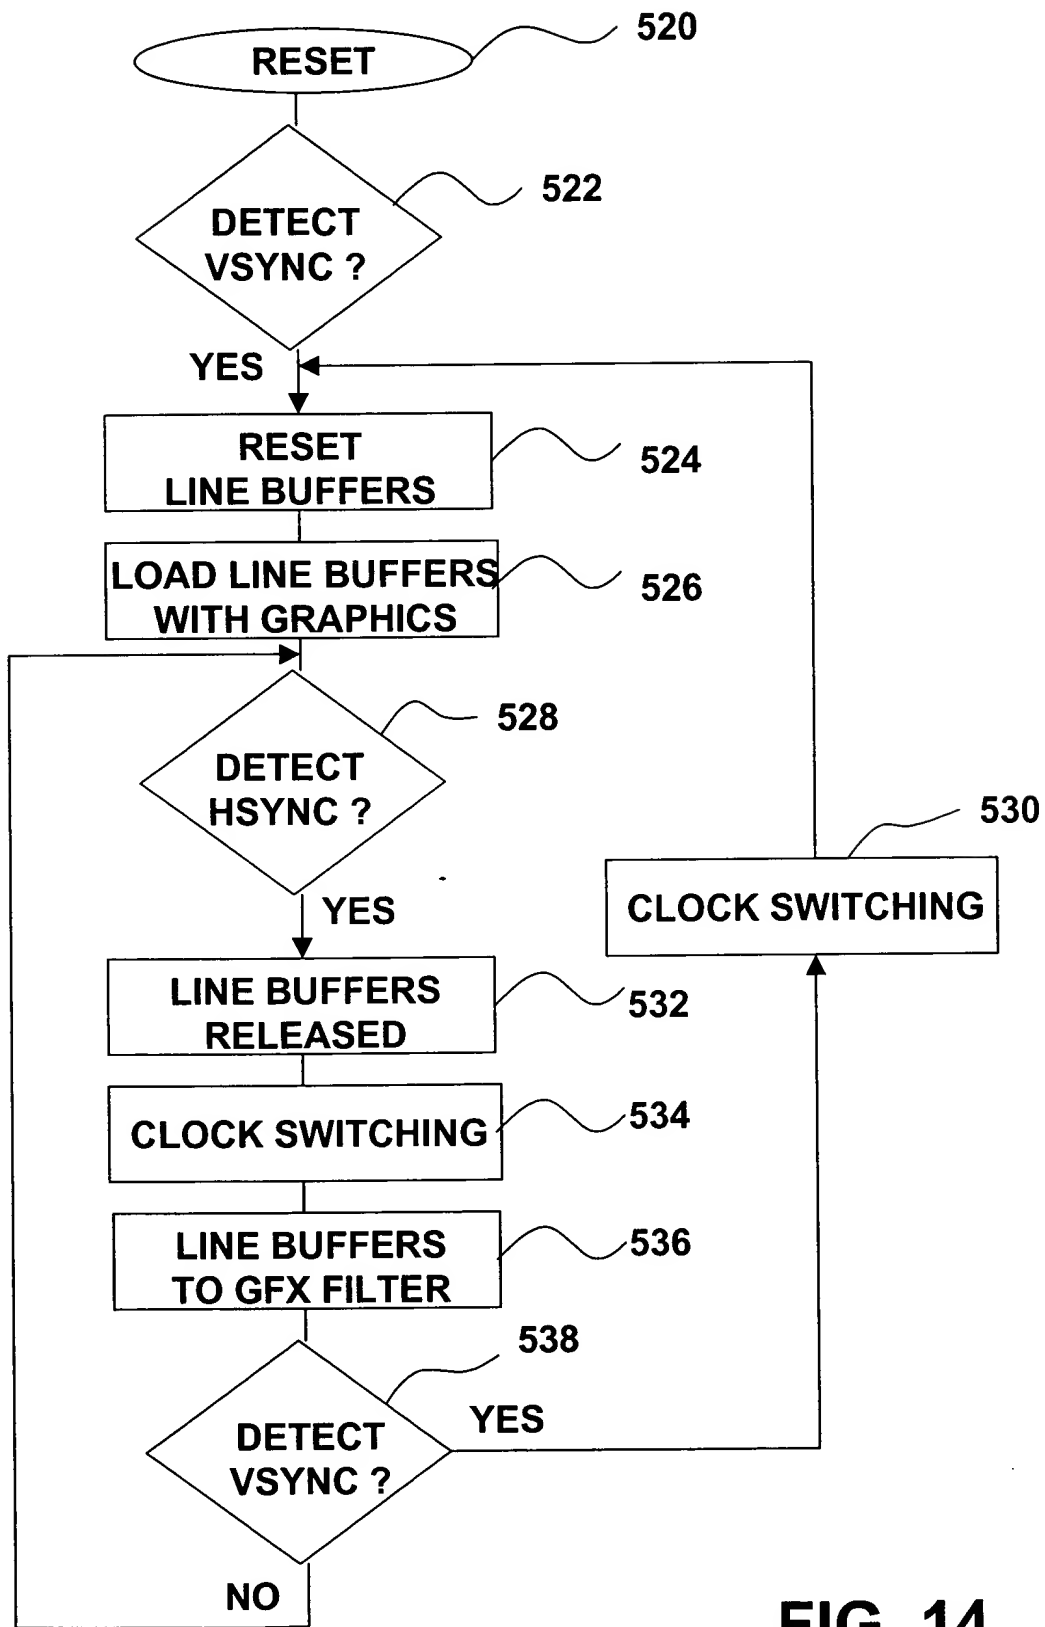 RESET
520
DETECT
VSYNC ?
522
YES
RESET
LINE BUFFERS
524
LOAD LINE BUFFERS
WITH GRAPHICS
526
DETECT
HSYNC ?
528
YES
530
CLOCK SWITCHING
LINE BUFFERS
RELEASED
532
CLOCK SWITCHING
534
LINE BUFFERS
TO GFX FILTER
536
DETECT
VSYNC ?
538
YES
NO
FIG. 14